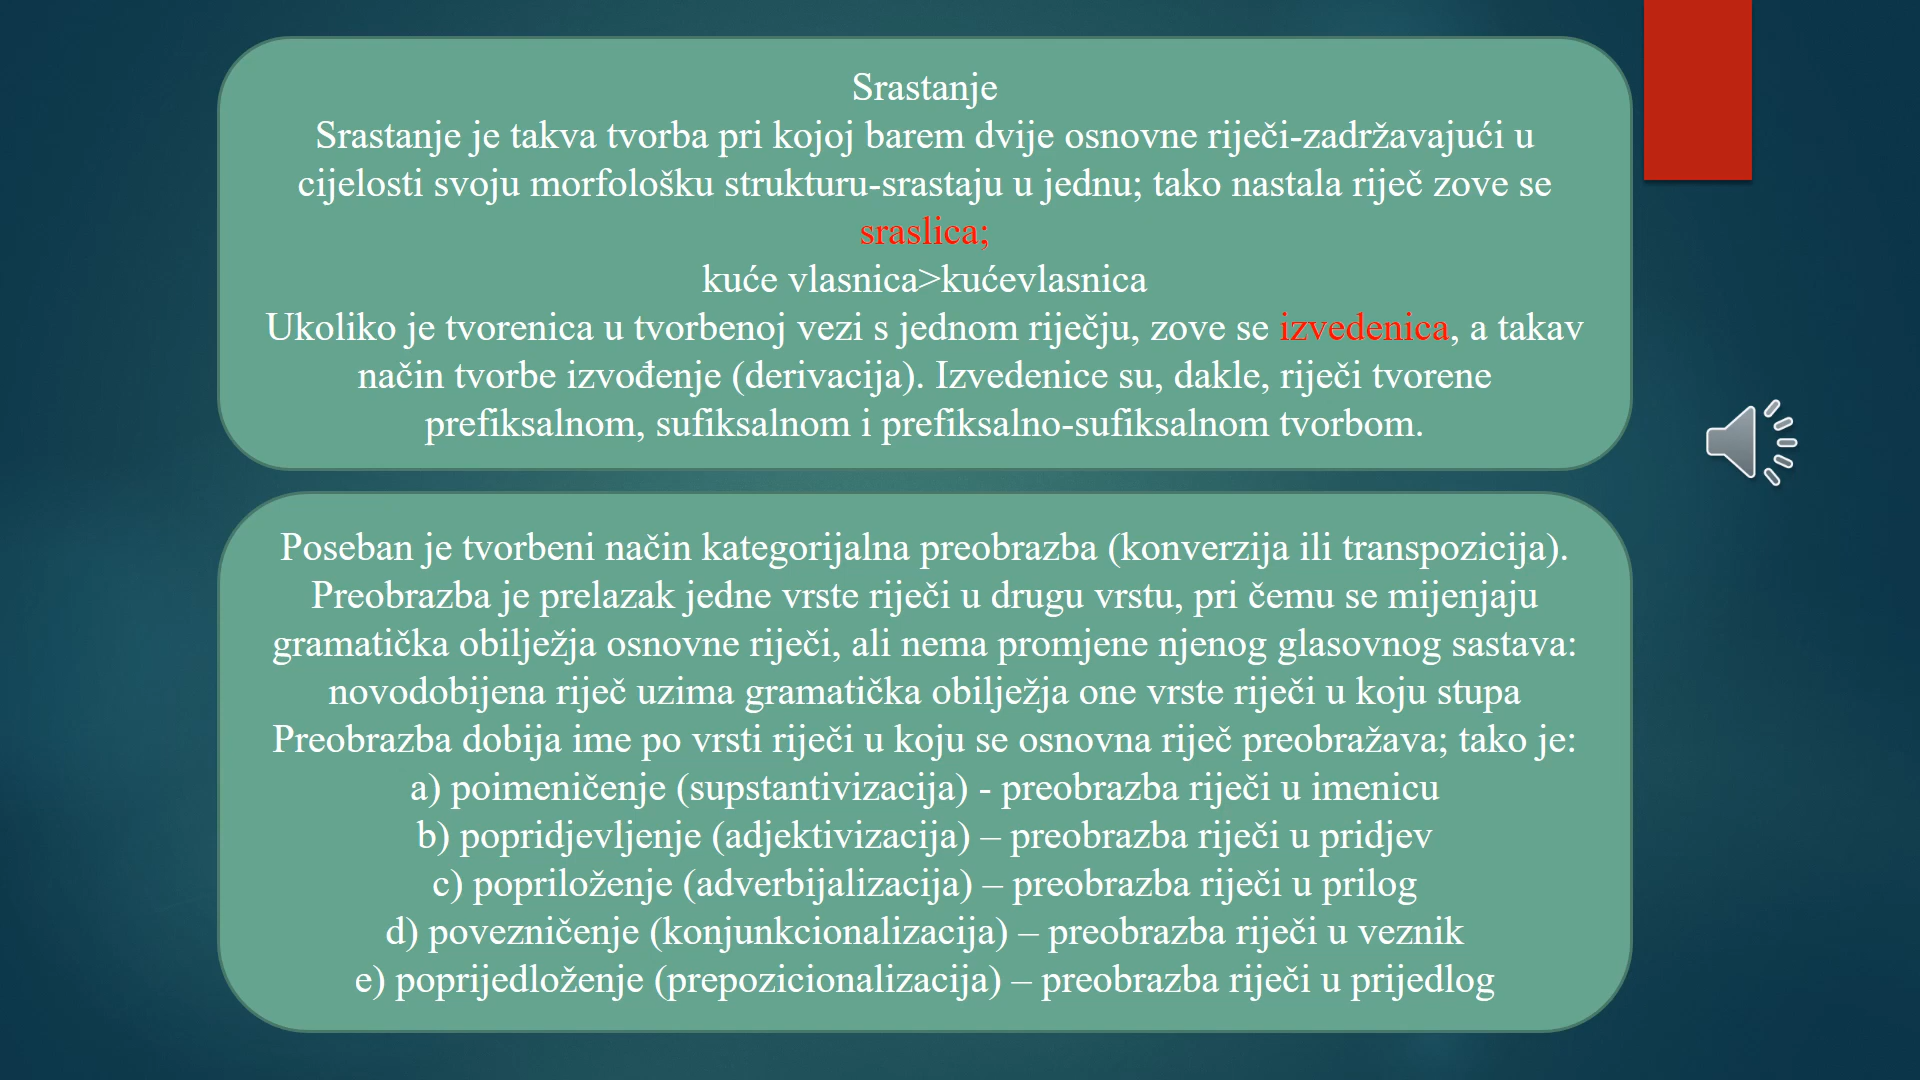 Srastanje
Srastanje je takva tvorba pri kojoj barem dvije osnovne riječi-zadržavajući u
cijelosti svoju morfološku strukturu-srastaju u jednu; tako nastala riječ zove se
sraslica;
kuće vlasnica>kućevlasnica
Ukoliko je tvorenica u tvorbenoj vezi s jednom riječju, zove se izvedenica, a takav
način tvorbe izvođenje (derivacija). Izvedenice su, dakle, riječi tvorene
prefiksalnom, sufiksalnom i prefiksalno-sufiksalnom tvorbom.
Poseban je tvorbeni način kategorijalna preobrazba (konverzija ili transpozicija).
Preobrazba je prelazak jedne vrste riječi u drugu vrstu, pri čemu se mijenjaju
gramatička obilježja osnovne riječi, ali nema promjene njenog glasovnog sastava:
novodobijena riječ uzima gramatička obilježja one vrste riječi u koju stupa
Preobrazba dobija ime po vrsti riječi u koju se osnovna riječ preobražava; tako je:
a) poimeničenje (supstantivizacija) - preobrazba riječi u imenicu
b) popridjevljenje (adjektivizacija) – preobrazba riječi u pridjev
c) popriloženje (adverbijalizacija) – preobrazba riječi u prilog
d) povezničenje (konjunkcionalizacija) – preobrazba riječi u veznik
e) poprijedloženje (prepozicionalizacija) – preobrazba riječi u prijedlog